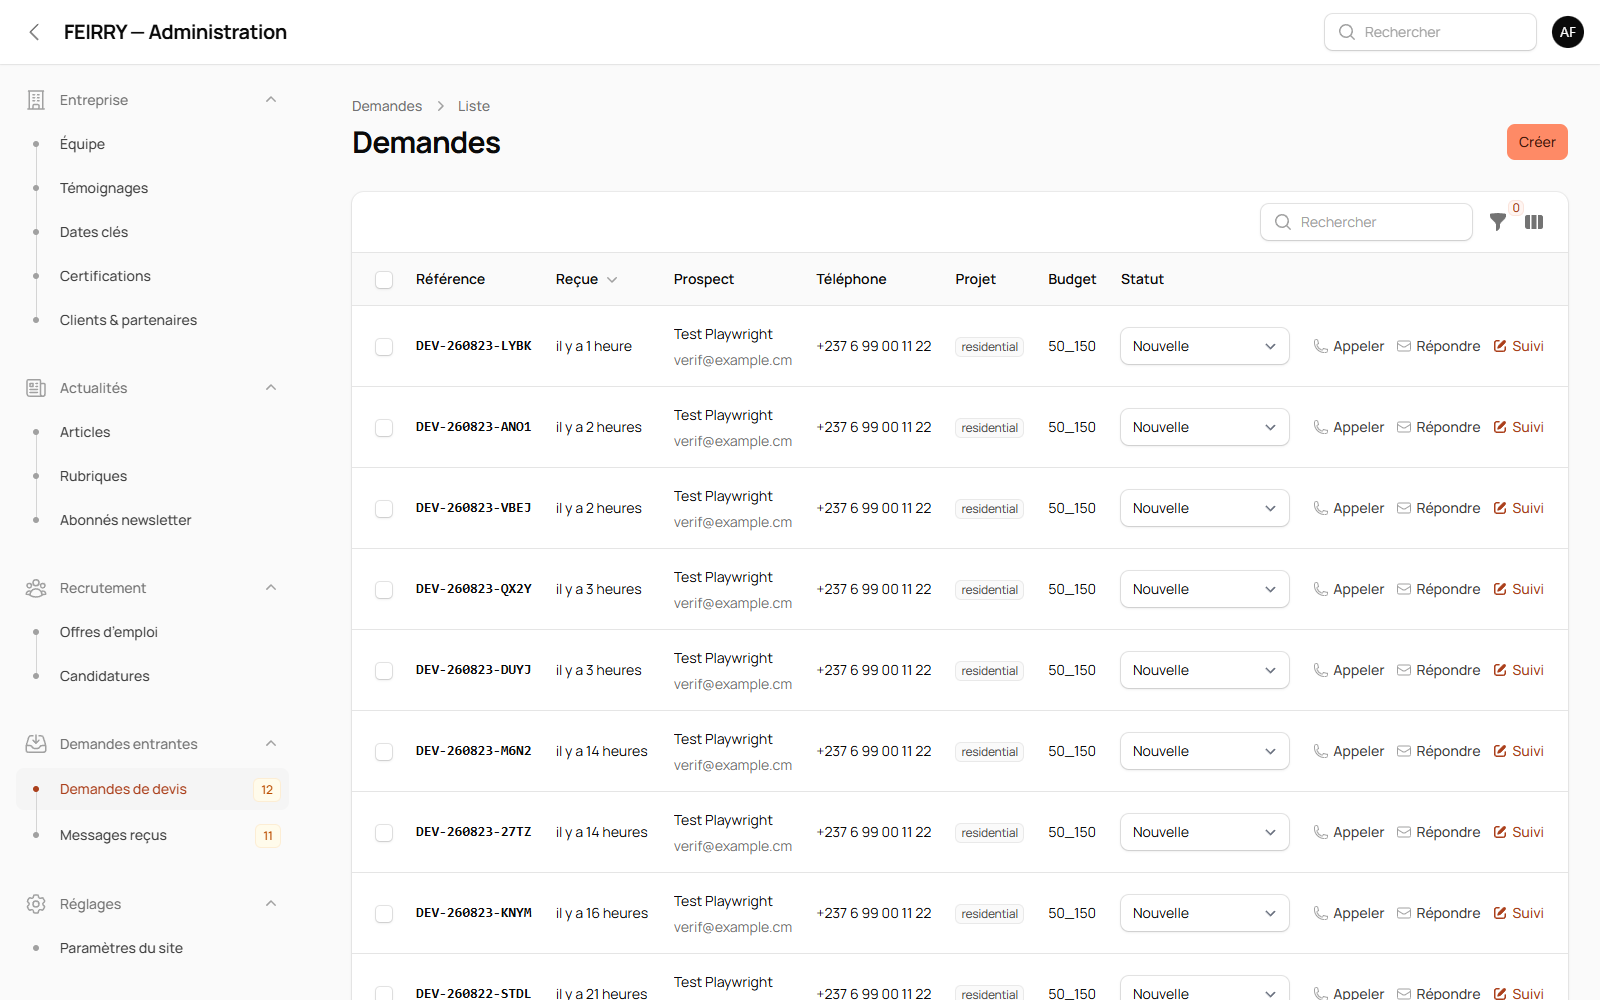 FEIRRY — Administration
Rechercher
AF
Entreprise
Équipe
Témoignages
Dates clés
Certifications
Clients & partenaires
Actualités
Articles
Rubriques
Abonnés newsletter
Recrutement
Offres d’emploi
Candidatures
Demandes entrantes
Demandes de devis 12
Messages reçus 11
Réglages
Paramètres du site
Demandes > Liste
Demandes
Créer
Rechercher
0
Référence Reçue Prospect Téléphone Projet Budget Statut
DEV-260823-LYBK il y a 1 heure Test Playwright verif@example.cm +237 6 99 00 11 22 residential 50_150 Nouvelle Appeler Répondre Suivi
DEV-260823-ANO1 il y a 2 heures Test Playwright verif@example.cm +237 6 99 00 11 22 residential 50_150 Nouvelle Appeler Répondre Suivi
DEV-260823-VBEJ il y a 2 heures Test Playwright verif@example.cm +237 6 99 00 11 22 residential 50_150 Nouvelle Appeler Répondre Suivi
DEV-260823-QX2Y il y a 3 heures Test Playwright verif@example.cm +237 6 99 00 11 22 residential 50_150 Nouvelle Appeler Répondre Suivi
DEV-260823-DUYJ il y a 3 heures Test Playwright verif@example.cm +237 6 99 00 11 22 residential 50_150 Nouvelle Appeler Répondre Suivi
DEV-260823-M6N2 il y a 14 heures Test Playwright verif@example.cm +237 6 99 00 11 22 residential 50_150 Nouvelle Appeler Répondre Suivi
DEV-260823-27TZ il y a 14 heures Test Playwright verif@example.cm +237 6 99 00 11 22 residential 50_150 Nouvelle Appeler Répondre Suivi
DEV-260823-KNYM il y a 16 heures Test Playwright verif@example.cm +237 6 99 00 11 22 residential 50_150 Nouvelle Appeler Répondre Suivi
DEV-260822-STDL il y a 21 heures Test Playwright +237 6 99 00 11 22 residential 50_150 Nouvelle Appeler Répondre Suivi